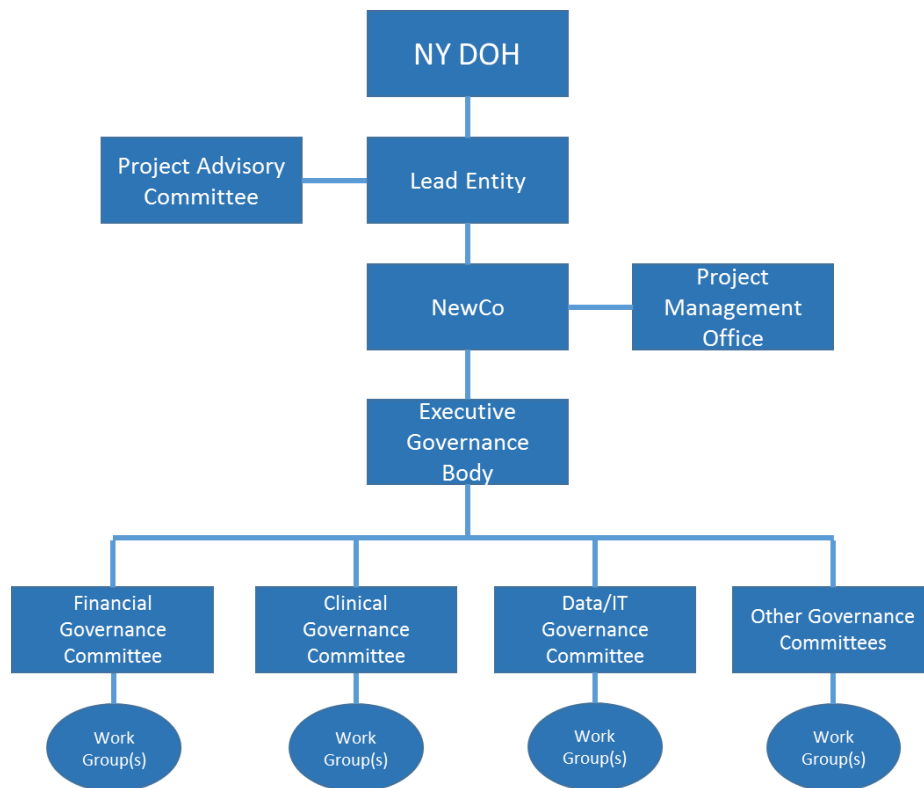 NY DOH
Project Advisory
Committee
Lead Entity
NewCo
Project
Management
Office
Executive
Governance
Body
Financial
Governance
Committee
Clinical
Governance
Committee
Data/IT
Governance
Committee
Other Governance
Committees
Work
Group(s)
Work
Group(s)
Work
Group(s)
Work
Group(s)